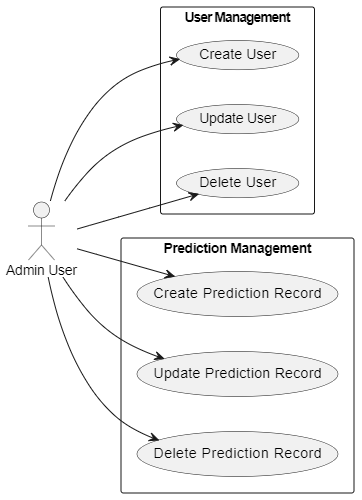 User Management
Create User
Update User
Delete User
Admin User
Prediction Management
Create Prediction Record
Update Prediction Record
Delete Prediction Record